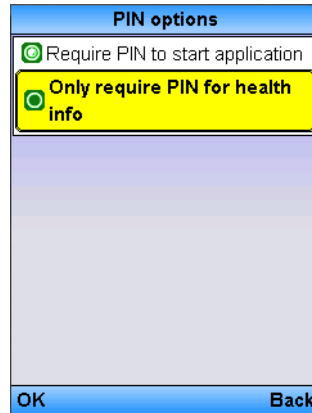 PIN options
Require PIN to start application
Only require PIN for health
info
OK Back